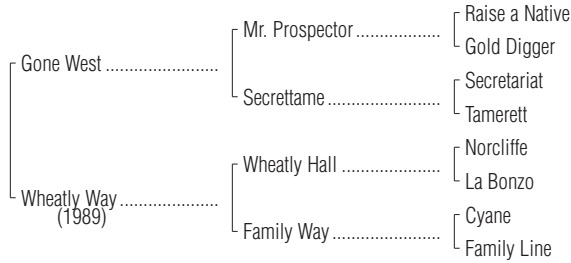 Raise a Native
Mr. Prospector ..................
Gold Digger
Gone West ........................
Secretariat
Secrettame ........................
Tamerett
Norcliffe
Wheatly Hall .....................
La Bonzo
Wheatly Way .....................
(1989)
Cyane
Family Way .......................
Family Line